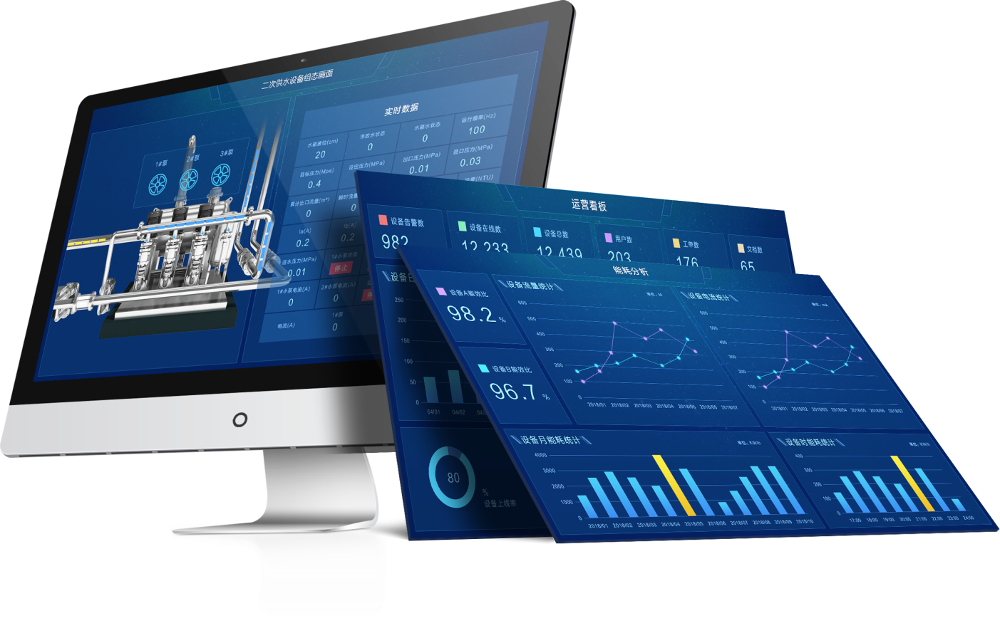 二次供水设备组态画面
1#泵
2#泵
3#泵
实时数据
水箱液位(cm)
20
市政水状态
0
水箱水状态
0
运行频率(Hz)
100
目标压力(Mpa)
0.4
设定压力(MPa)
出口压力(MPa)
0.01
进口压力(MPa)
0.03
浊度(NTU)
累计出口流量(m³)
0
瞬时流量
0
Ia(A)
0.2
Ib(A)
0.2
进水压力(MPa)
0.01
1#小泵状态
停止
1#小泵电流(A)
0
2#小泵电流(A)
0
电流(A)
1#泵
0
运营看板
设备告警数
982
设备在线数
12,233
设备总数
12,439
用户数
203
工单数
176
文档数
65
设备日
250
200
150
100
50
0
04/01
04/02
80
%
设备上线率
能耗分析
设备A能效比
98.2 %
设备B能效比
96.7 %
设备流量统计
单位：M
600
500
400
300
200
100
0
2018/01 2018/02 2018/03 2018/04 2018/05 2018/06 2018/07
设备电流统计
单位：mA
600
500
400
300
200
100
0
2018/01 2018/02 2018/03 2018/04 2018/05 2018/06 2018/07
设备月能耗统计
单位：KW/h
4000
3000
2000
1000
0
2018/01 2018/02 2018/03 2018/04 2018/05 2018/06 2018/07 2018/08 2018/09 2018/10
设备时能耗统计
单位：KW/h
400
300
200
100
0
17:00 18:00 19:00 20:00 21:00 22:00 23:00 24:00